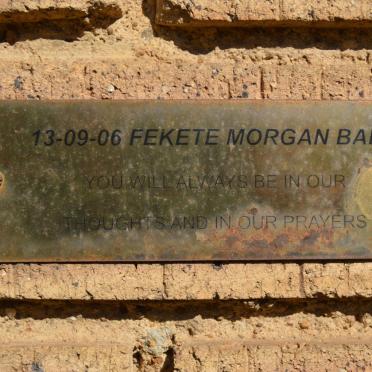 13-09-06 FEKETE MORGAN
YOU WILL ALWAYS BE IN OUR
THOUGHTS AND IN OUR PRAYERS